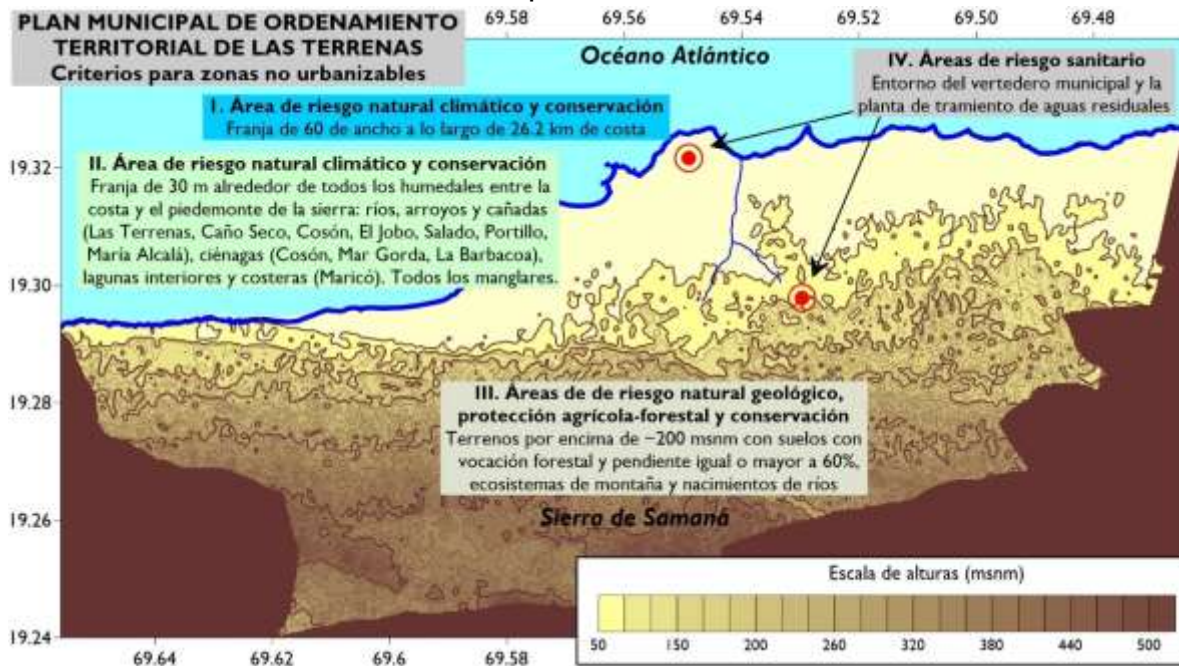 69.58 69.56 69.54 69.52 69.50 69.48
PLAN MUNICIPAL DE ORDENAMIENTO
TERRITORIAL DE LAS TERRENAS
Criterios para zonas no urbanizables
Océano Atlántico
IV. Áreas de riesgo sanitario
Entorno del vertedero municipal y la
planta de tramiento de aguas residuales
I. Área de riesgo natural climático y conservación
Franja de 60 de ancho a lo largo de 26.2 km de costa
II. Área de riesgo natural climático y conservación
Franja de 30 m alrededor de todos los humedales entre la
costa y el piedemonte de la sierra: ríos, arroyos y cañadas
(Las Terrenas, Caño Seco, Cosón, El Jobo, Salado, Portillo,
María Alcalá), ciénagas (Cosón, Mar Gorda, La Barbacoa),
lagunas interiores y costeras (Maricó). Todos los manglares.
19.32
19.30
19.28
19.26
19.24
III. Áreas de de riesgo natural geológico,
protección agrícola-forestal y conservación
Terrenos por encima de ~200 msnm con suelos con
vocación forestal y pendiente igual o mayor a 60%,
ecosistemas de montaña y nacimientos de ríos
Sierra de Samaná
Escala de alturas (msnm)
50 150 200 260 320 380 440 500
69.64 69.62 69.6 69.58